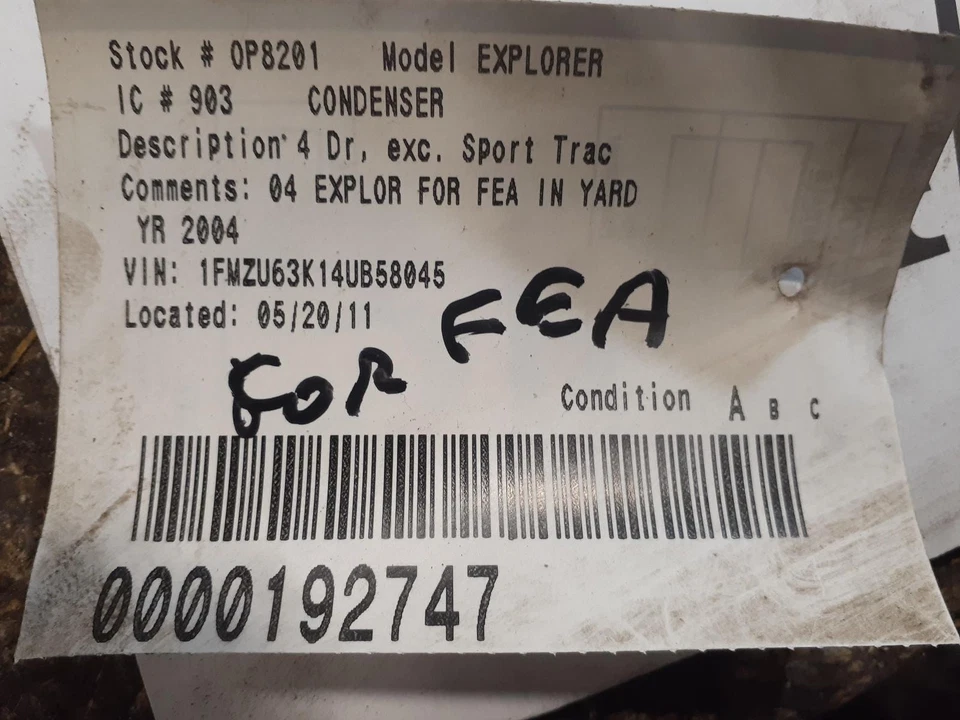 Stock # OP8201 Model EXPLORER
IC # 903 CONDENSER
Description 4 Dr, exc. Sport Trac
Comments: 04 EXPLOR FOR FEA IN YARD
YR 2004
VIN: 1FMZU63K14UB58045
Located: 05/20/11
FOR FEA
Condition A B C
0000192747